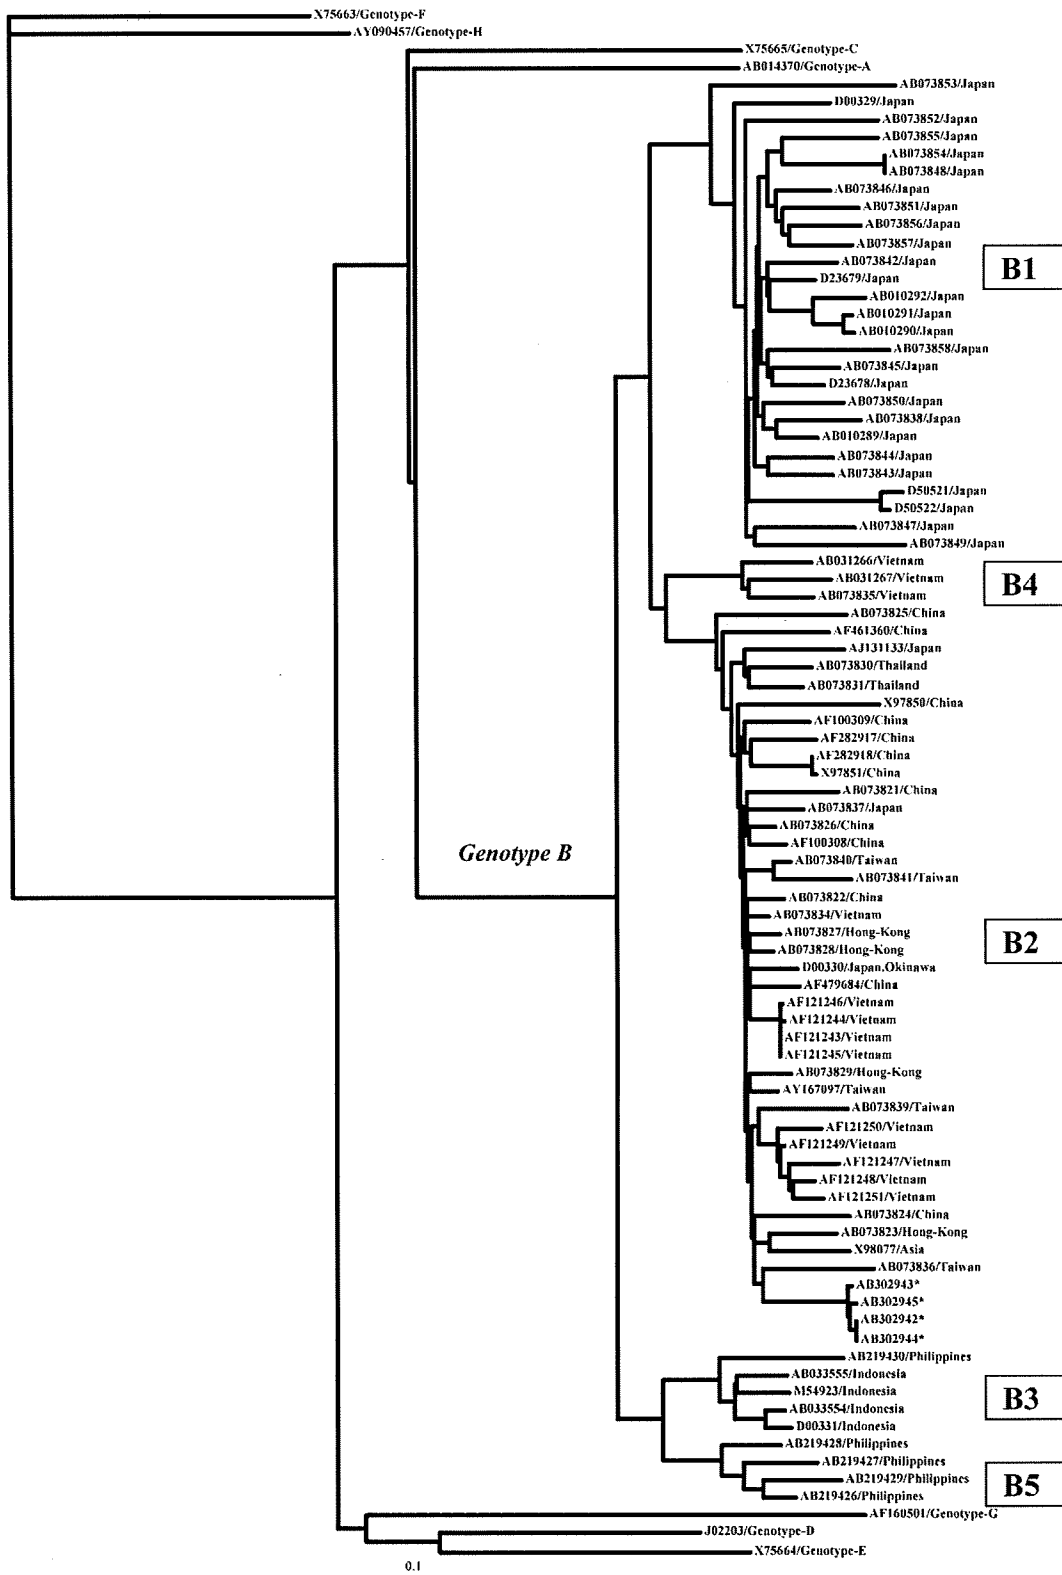 X75663/Genotype-F
AY090457/Genotype-H
X75665/Genotype-C
AB014370/Genotype-A
AB073853/Japan
D00329/Japan
AB073852/Japan
AB073855/Japan
AB073854/Japan
AB073848/Japan
AB073846/Japan
AB073851/Japan
AB073856/Japan
AB073857/Japan
B1
AB073842/Japan
D23679/Japan
AB010292/Japan
AB010291/Japan
AB010290/Japan
AB073858/Japan
AB073845/Japan
D23678/Japan
AB073850/Japan
AB073838/Japan
AB010289/Japan
AB073844/Japan
AB073843/Japan
D50521/Japan
D50522/Japan
AB073847/Japan
AB073849/Japan
AB031266/Vietnam
AB031267/Vietnam
B4
AB073835/Vietnam
AB073825/China
AF461360/China
AJ131133/Japan
AB073830/Thailand
AB073831/Thailand
X97850/China
AF100309/China
AF282917/China
AF282918/China
X97851/China
AB073821/China
AB073837/Japan
AB073826/China
AF100308/China
Genotype B
AB073840/Taiwan
AB073841/Taiwan
AB073822/China
AB073834/Vietnam
AB073827/Hong-Kong
B2
AB073828/Hong-Kong
D00330/Japan.Okinawa
AF479684/China
AF121246/Vietnam
AF121244/Vietnam
AF121243/Vietnam
AF121245/Vietnam
AB073829/Hong-Kong
AY167097/Taiwan
AB073839/Taiwan
AF121250/Vietnam
AF121249/Vietnam
AF121247/Vietnam
AF121248/Vietnam
AF121251/Vietnam
AB073824/China
AB073823/Hong-Kong
X98077/Asia
AB073836/Taiwan
AB302943*
AB302945*
AB302942*
AB302944*
AB219430/Philippines
AB033555/Indonesia
M54923/Indonesia
B3
AB033554/Indonesia
D00331/Indonesia
AB219428/Philippines
AB219427/Philippines
AB219429/Philippines
B5
AB219426/Philippines
AF160501/Genotype-G
J02203/Genotype-D
X75664/Genotype-E
0.1